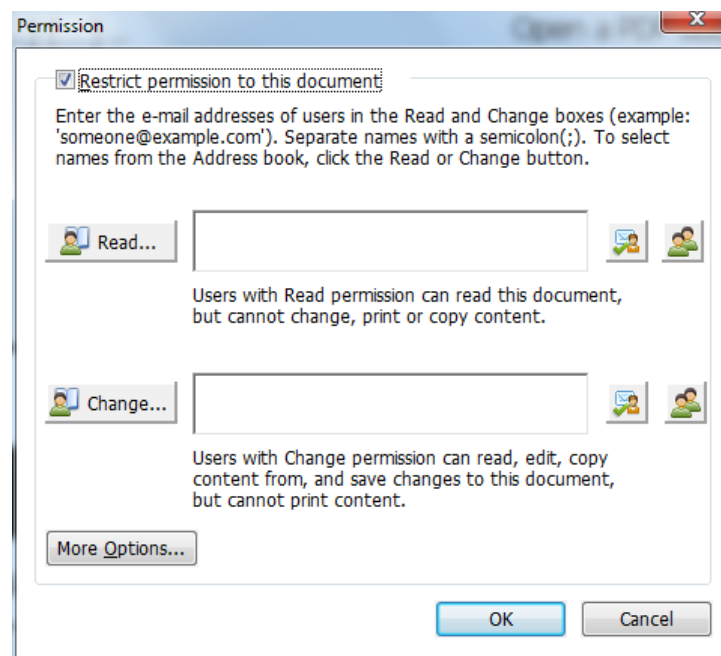 Permission
Open a PDF
Restrict permission to this document
Enter the e-mail addresses of users in the Read and Change boxes (example:
'someone@example.com'). Separate names with a semicolon(;). To select
names from the Address book, click the Read or Change button.
Read...
Users with Read permission can read this document,
but cannot change, print or copy content.
Change...
Users with Change permission can read, edit, copy
content from, and save changes to this document,
but cannot print content.
More Options...
OK
Cancel